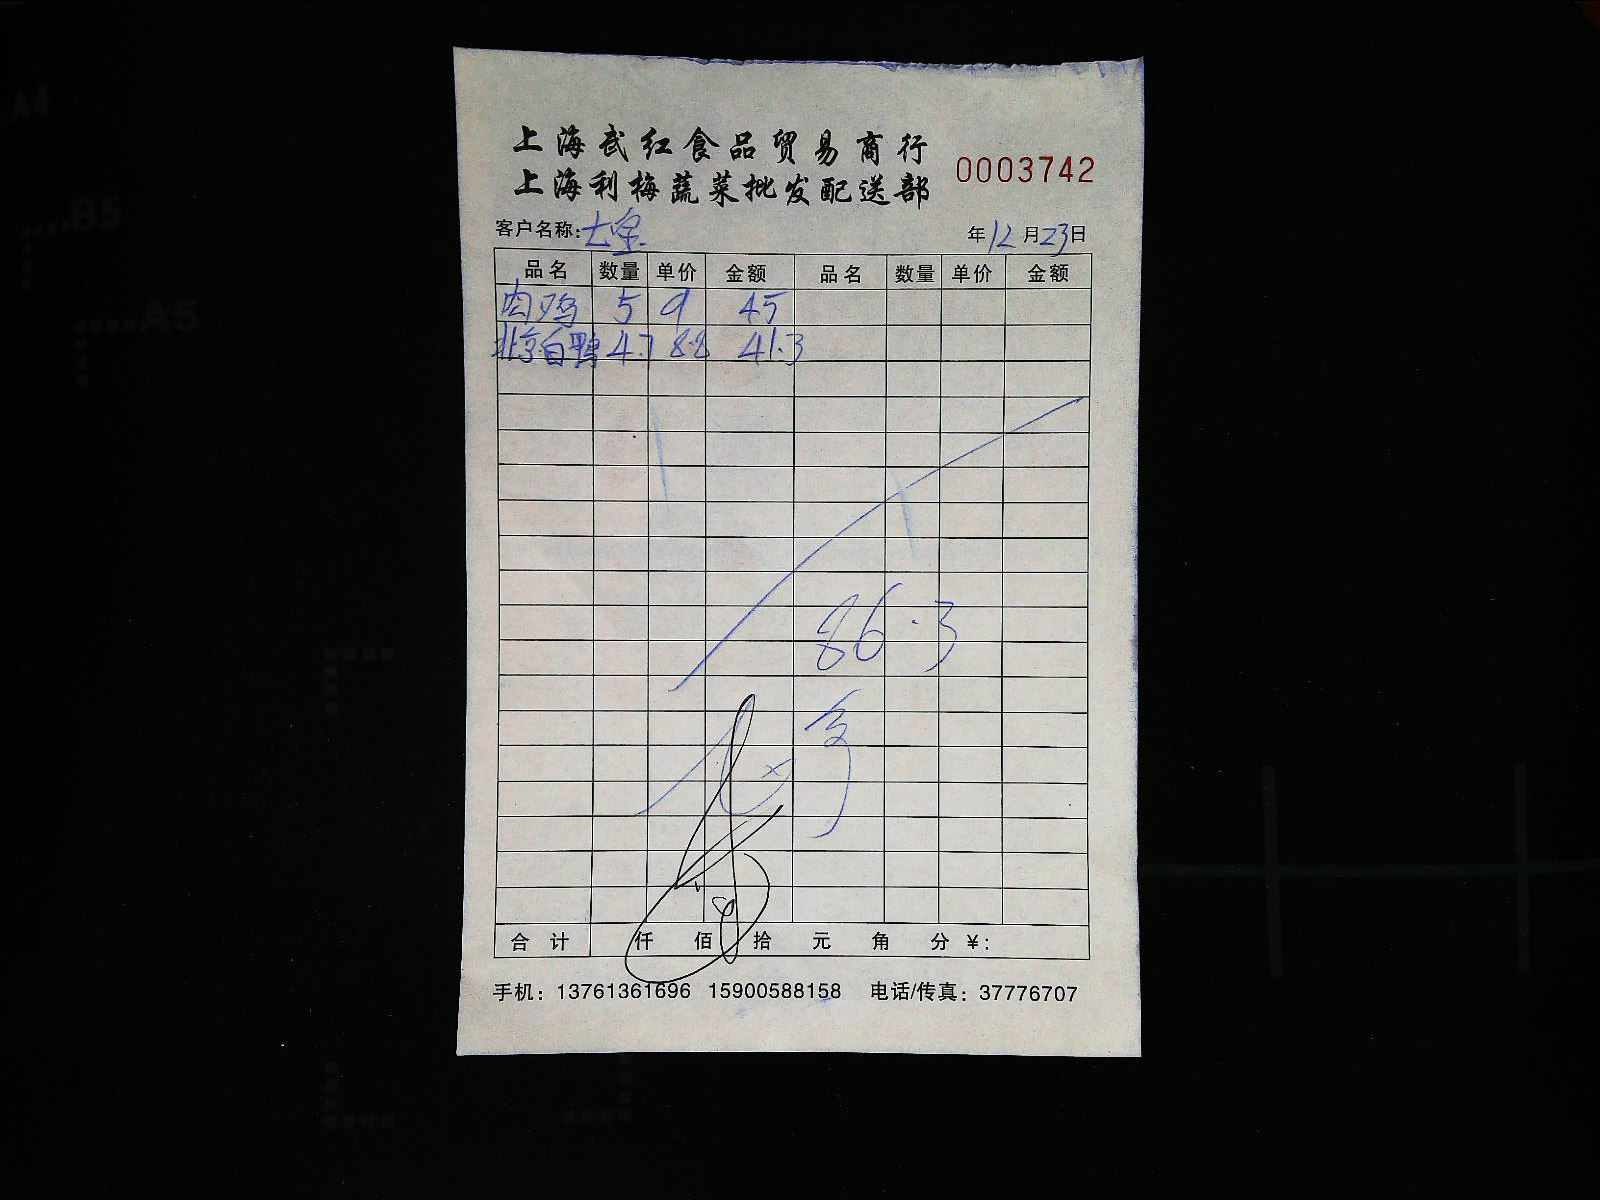 上海武红食品贸易商行
上海利梅蔬菜批发配送部
0003742
客户名称:
年12月23日
品名 数量 单价 金额 品名 数量 单价 金额
肉鸡 5 9 45
北京白鸭 4.7 8.8 41.3
86.3
合计 仟 佰 拾 元 角 分 ¥:
手机：13761361696 15900588158 电话/传真：37776707
A4
B5
A5